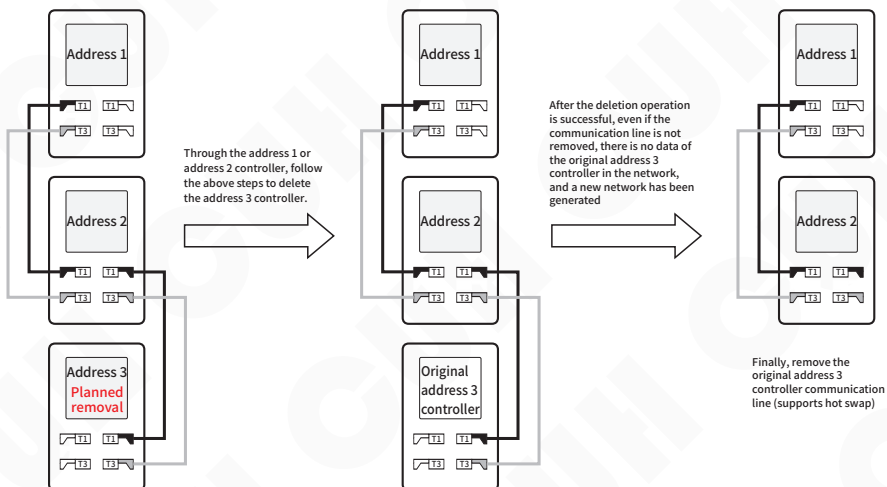 Address 1
T1 T1
T3 T3
Address 2
T1 T1
T3 T3
Address 3
Planned
removal
T1 T1
T3 T3
Through the address 1 or
address 2 controller, follow
the above steps to delete
the address 3 controller.
Address 1
T1 T1
T3 T3
Address 2
T1 T1
T3 T3
Original
address 3
controller
T1 T1
T3 T3
After the deletion operation
is successful, even if the
communication line is not
removed, there is no data of
the original address 3
controller in the network,
and a new network has been
generated
Address 1
T1 T1
T3 T3
Address 2
T1 T1
T3 T3
Finally, remove the
original address 3
controller communication
line (supports hot swap)